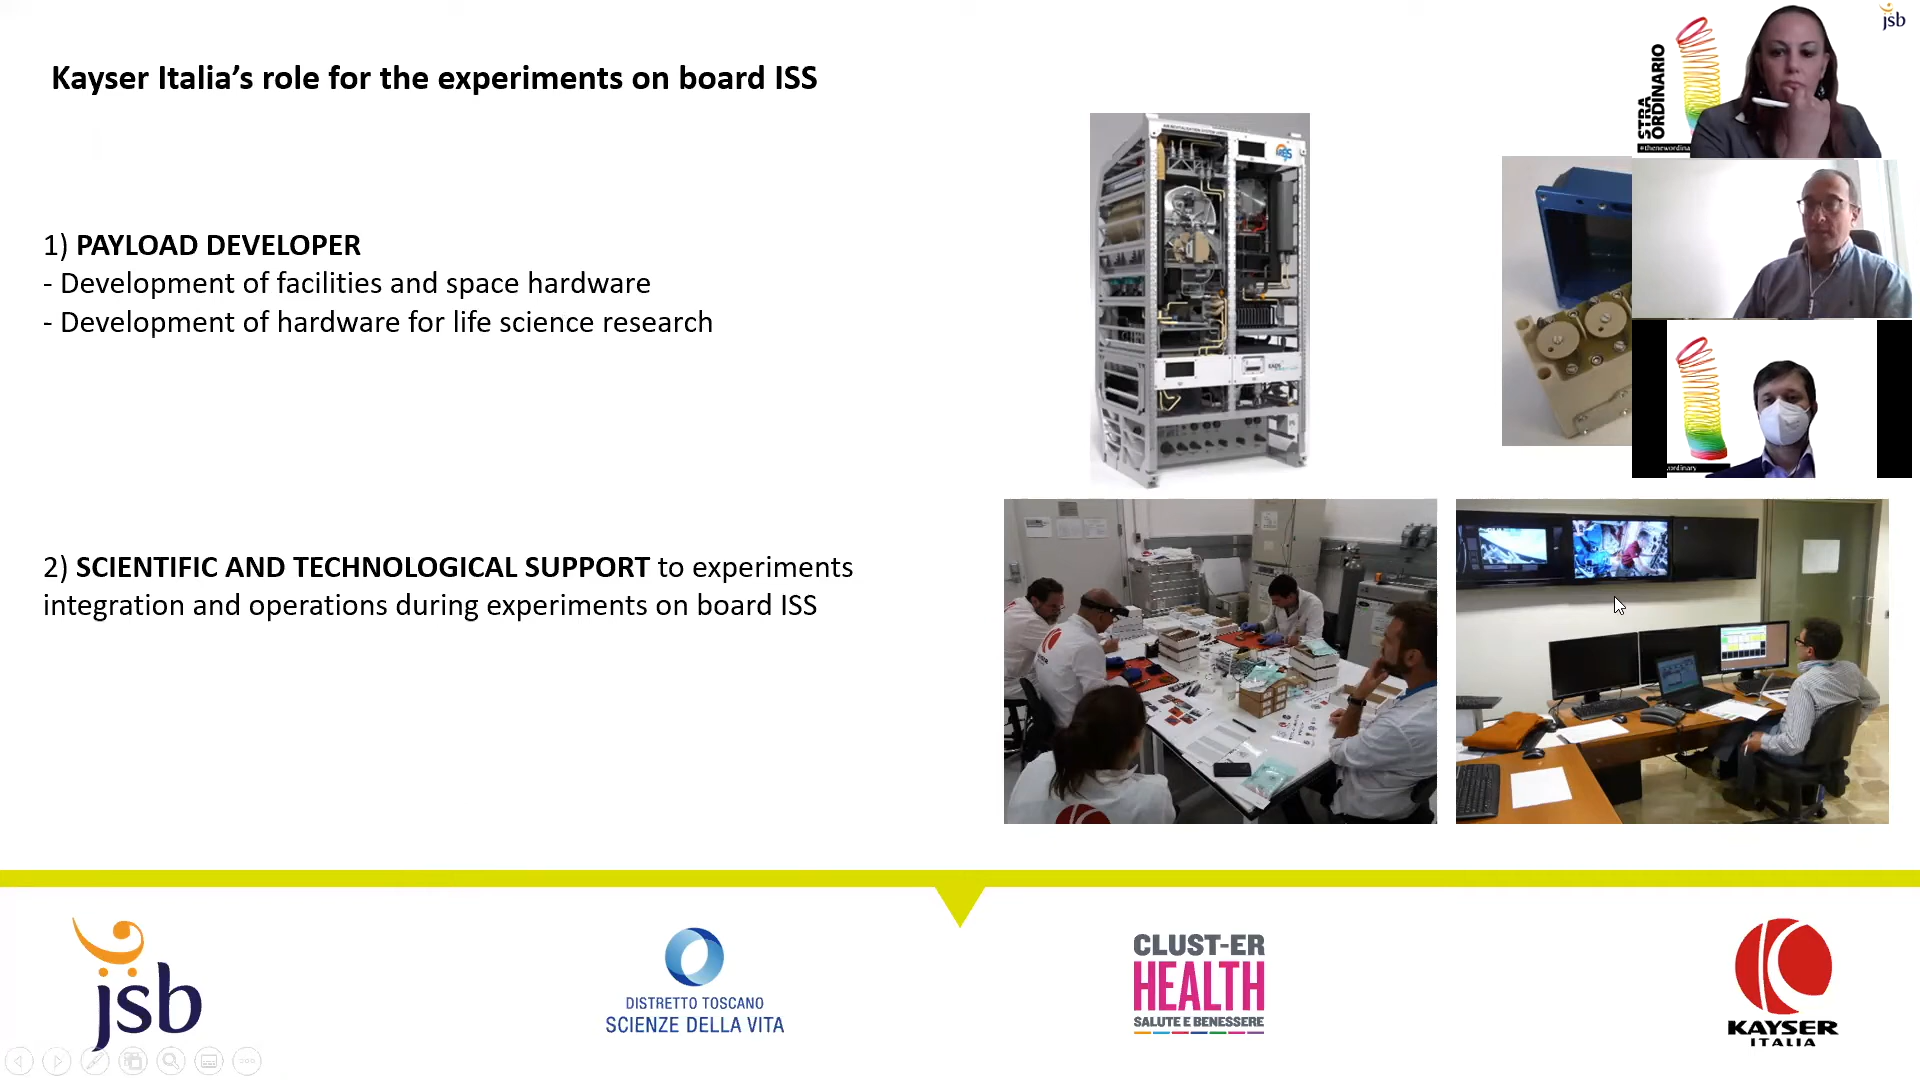 Kayser Italia’s role for the experiments on board ISS
1) PAYLOAD DEVELOPER
- Development of facilities and space hardware
- Development of hardware for life science research
2) SCIENTIFIC AND TECHNOLOGICAL SUPPORT to experiments
integration and operations during experiments on board ISS
STRA
ORDINARIO
jsb
jsb
DISTRETTO TOSCANO
SCIENZE DELLA VITA
CLUST-ER
HEALTH
SALUTE E BENESSERE
KAYSER
ITALIA